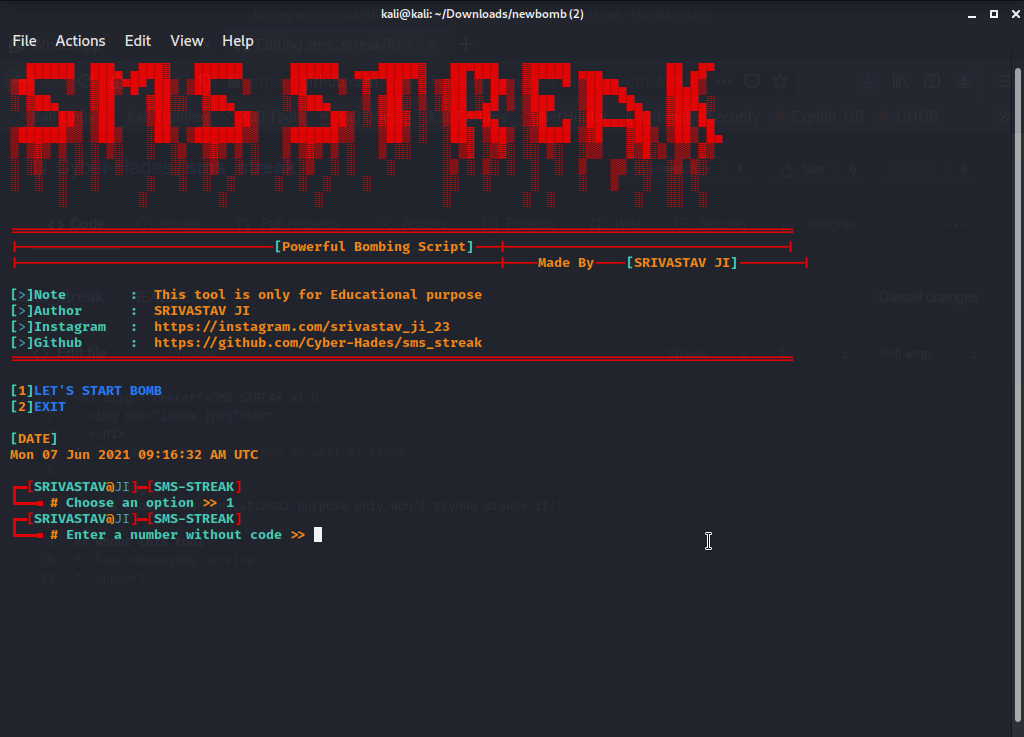 kali@kali: ~/Downloads/newbomb (2)
File Actions Edit View Help
SMS STREAK
[Powerful Bombing Script]
Made By [SRIVASTAV JI]
[>]Note : This tool is only for Educational purpose
[>]Author : SRIVASTAV JI
[>]Instagram : https://instagram.com/srivastav_ji_23
[>]Github : https://github.com/Cyber-Hades/sms_streak
[1]LET'S START BOMB
[2]EXIT
[DATE]
Mon 07 Jun 2021 09:16:32 AM UTC
[SRIVASTAV@JI]-[SMS-STREAK]
# Choose an option >> 1
[SRIVASTAV@JI]-[SMS-STREAK]
# Enter a number without code >>